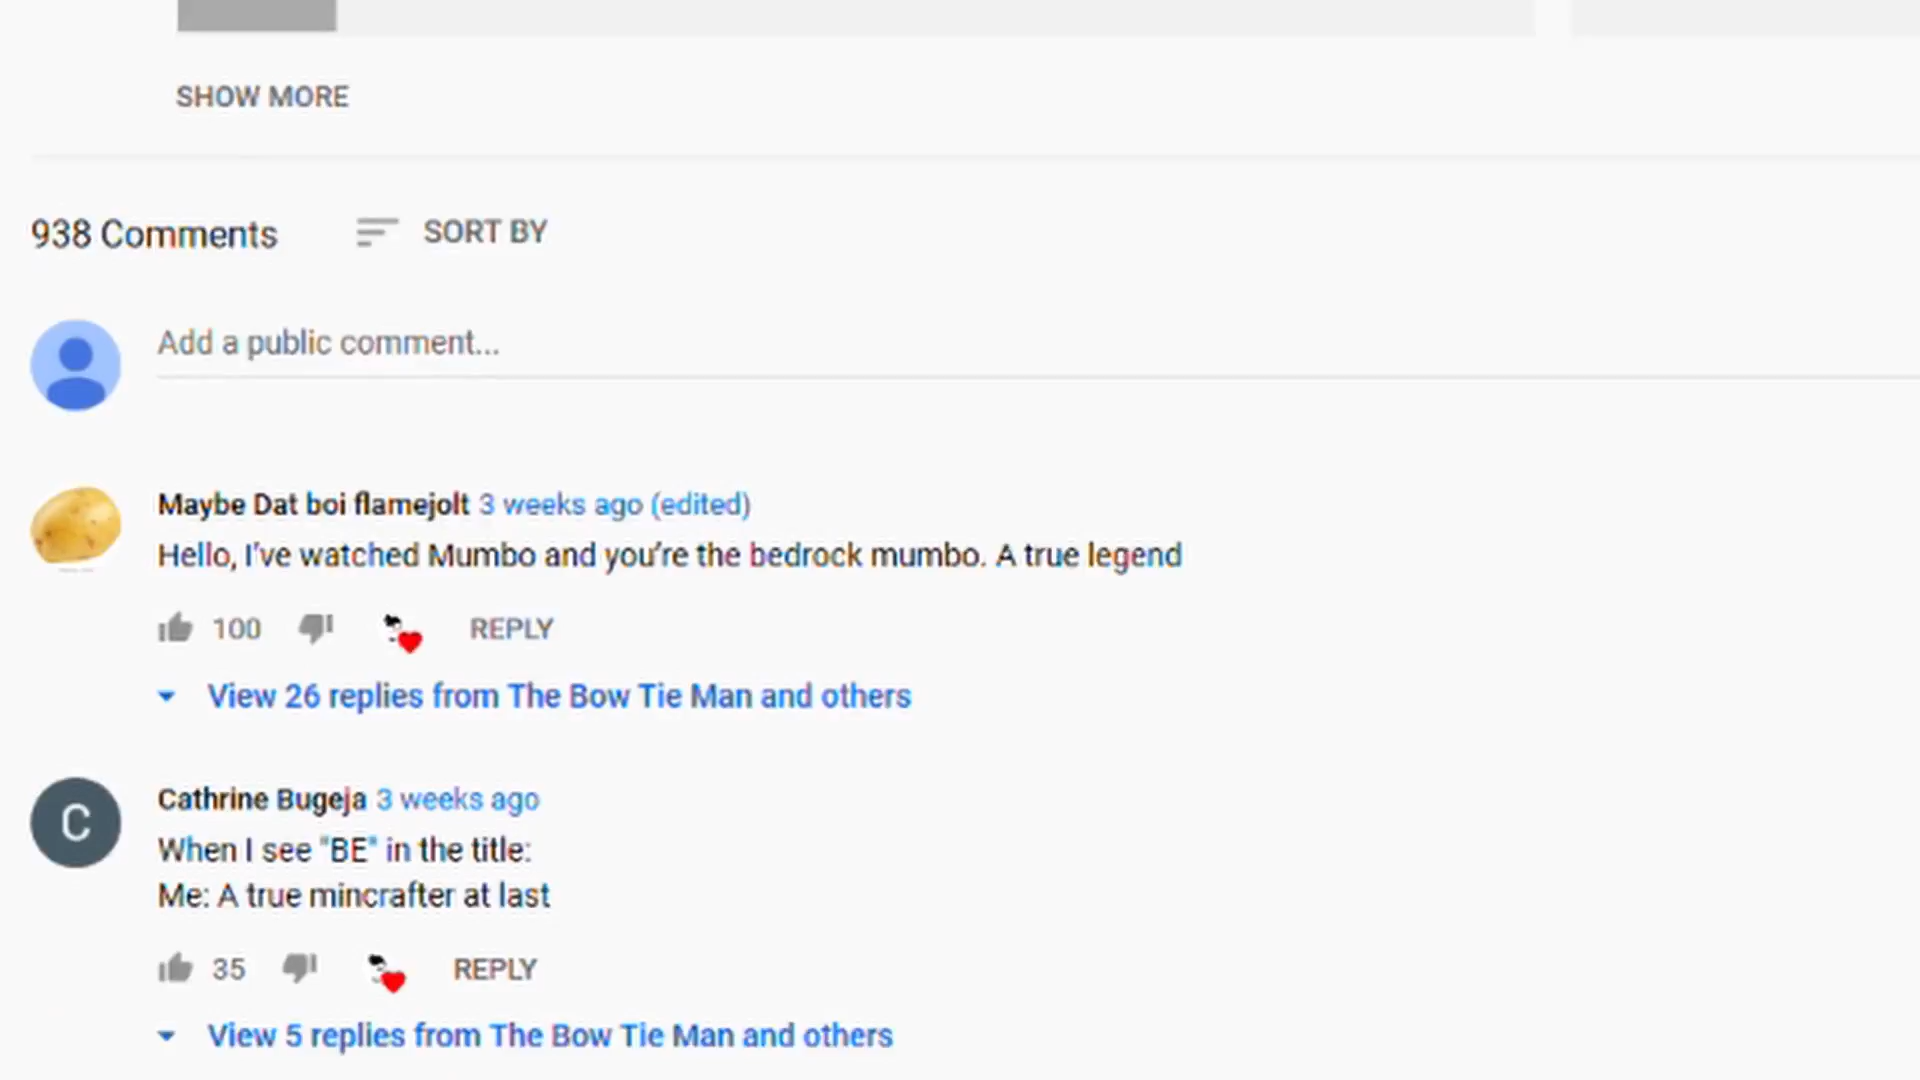 SHOW MORE
938 Comments
SORT BY
Add a public comment...
Maybe Dat boi flamejolt 3 weeks ago (edited)
Hello, I've watched Mumbo and you're the bedrock mumbo. A true legend
100
REPLY
View 26 replies from The Bow Tie Man and others
C
Cathrine Bugeja 3 weeks ago
When I see "BE" in the title:
Me: A true mincrafter at last
35
REPLY
View 5 replies from The Bow Tie Man and others